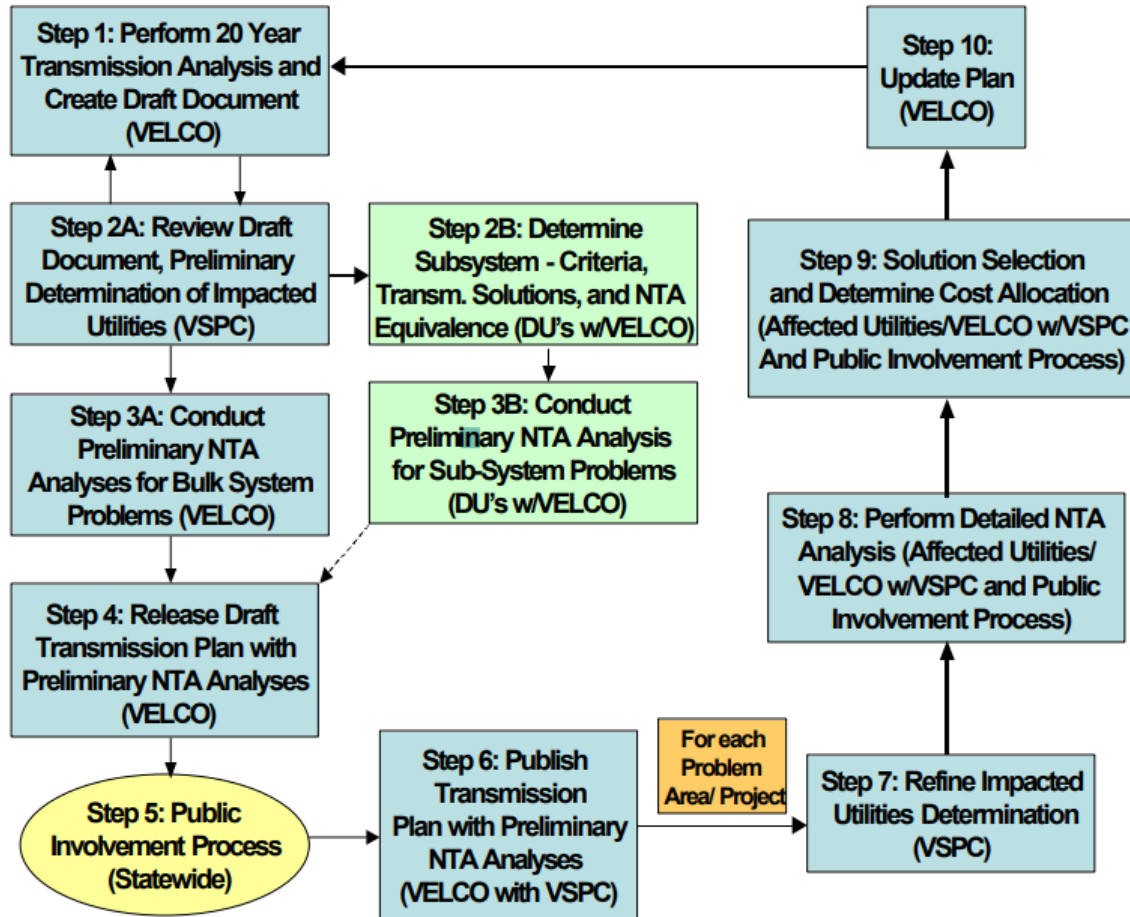 Step 1: Perform 20 Year
Transmission Analysis and
Create Draft Document
(VELCO)
Step 10:
Update Plan
(VELCO)
Step 2A: Review Draft
Document, Preliminary
Determination of Impacted
Utilities (VSPC)
Step 2B: Determine
Subsystem - Criteria,
Transm. Solutions, and NTA
Equivalence (DU's w/VELCO)
Step 9: Solution Selection
and Determine Cost Allocation
(Affected Utilities/VELCO w/VSPC
And Public Involvement Process)
Step 3A: Conduct
Preliminary NTA
Analyses for Bulk System
Problems (VELCO)
Step 3B: Conduct
Preliminary NTA Analysis
for Sub-System Problems
(DU's w/VELCO)
Step 8: Perform Detailed NTA
Analysis (Affected Utilities/
VELCO w/VSPC and Public
Involvement Process)
Step 4: Release Draft
Transmission Plan with
Preliminary NTA Analyses
(VELCO)
Step 5: Public
Involvement Process
(Statewide)
Step 6: Publish
Transmission
Plan with Preliminary
NTA Analyses
(VELCO with VSPC)
For each
Problem
Area/ Project
Step 7: Refine Impacted
Utilities Determination
(VSPC)